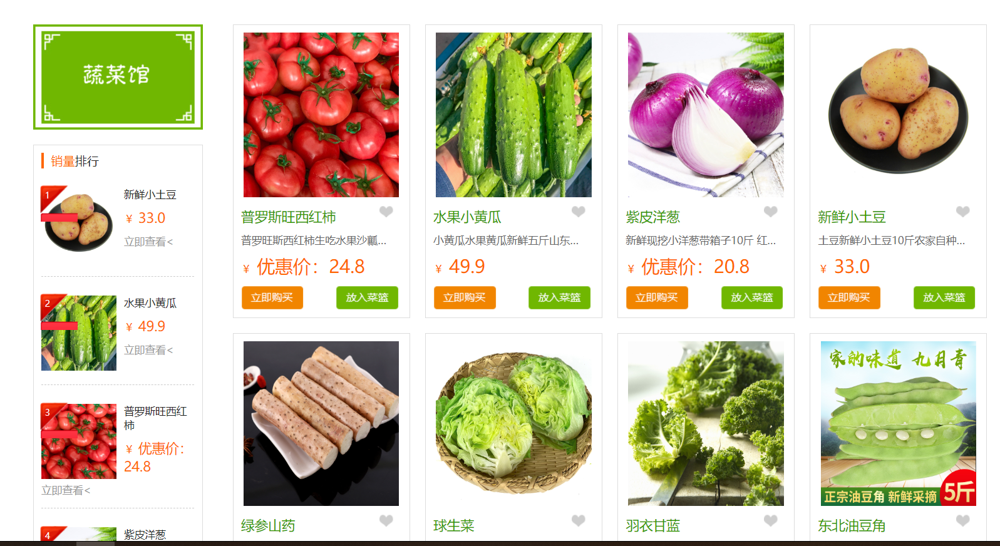 蔬菜馆
销量排行
1
新鲜小土豆
¥ 33.0
立即查看<
2
水果小黄瓜
¥ 49.9
立即查看<
3
普罗斯旺西红
柿
¥ 优惠价：
24.8
立即查看<
4
紫皮洋葱
普罗斯旺西红柿
普罗旺斯西红柿生吃水果沙瓤...
¥ 优惠价：24.8
立即购买 放入菜篮
水果小黄瓜
小黄瓜水果黄瓜新鲜五斤山东...
¥ 49.9
立即购买 放入菜篮
紫皮洋葱
新鲜现挖小洋葱带箱子10斤 红...
¥ 优惠价：20.8
立即购买 放入菜篮
新鲜小土豆
土豆新鲜小土豆10斤农家自种...
¥ 33.0
立即购买 放入菜篮
绿参山药
球生菜
羽衣甘蓝
家的味道 九月青
正宗油豆角 新鲜采摘
5斤
东北油豆角